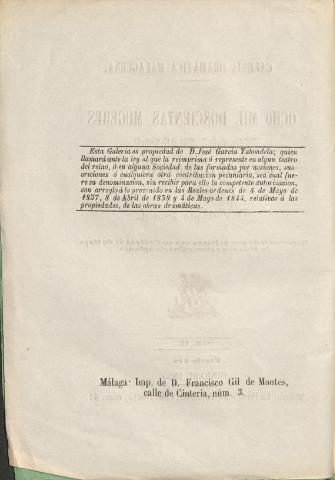 Esta Galeria es propiedad de D. José Garcia Taboadela; quien
llamará ante la ley al que la reimprima ó represente en algun teatro
del reino, ó en alguna Sociedad de las formadas por acciones, sus-
criciones ó cualquiera otra contribucion pecuniaria, sea cual fue-
re su denominacion, sin recibir para ello la competente autorizacion,
con arreglo á lo prevenido en las Reales órdenes de 5 de Mayo de
1837, 8 de Abril de 1839 y 4 de Mayo de 1844, relativas á las
propiedades, de las obras dramáticas.
Málaga: Imp. de D. Francisco Gil de Montes,
calle de Cinteria, núm. 3.